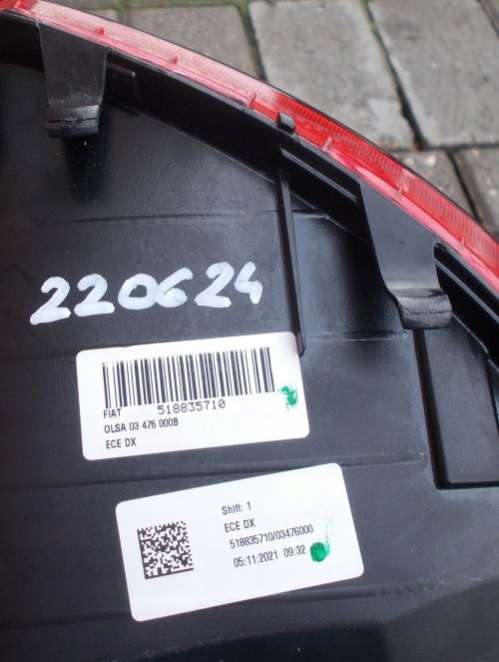 220624
FIAT 518835710
OLSA 03 476 000B
ECE DX
Shift: 1
ECE DX
518835710/03476000
05:11:2021 09:32